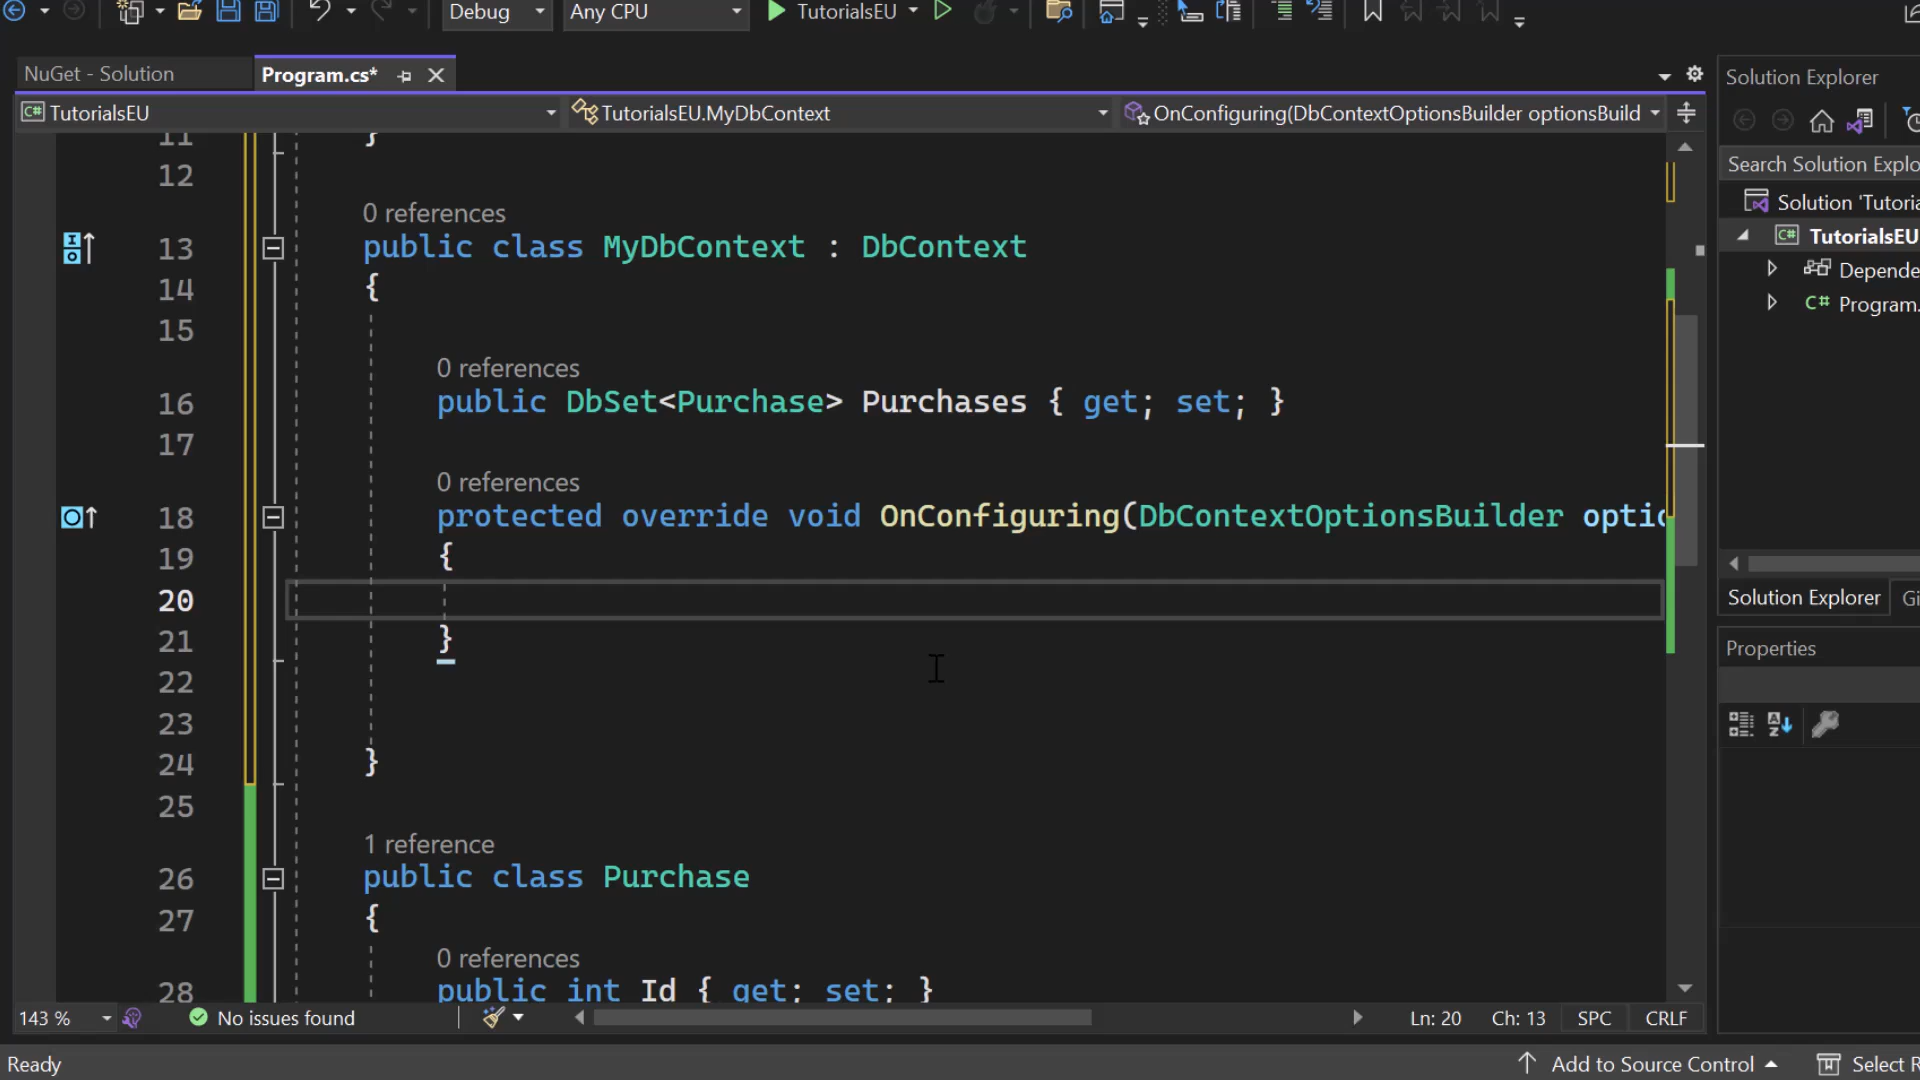 Debug
Any CPU
TutorialsEU
NuGet - Solution
Program.cs*
TutorialsEU
TutorialsEU.MyDbContext
OnConfiguring(DbContextOptionsBuilder optionsBuild
11 }
12
0 references
13 public class MyDbContext : DbContext
14 {
15
0 references
16 public DbSet<Purchase> Purchases { get; set; }
17
0 references
18 protected override void OnConfiguring(DbContextOptionsBuilder optio
19 {
20
21 }
22
23
24 }
25
1 reference
26 public class Purchase
27 {
0 references
28 public int Id { get; set; }
143 %
No issues found
Ln: 20 Ch: 13 SPC CRLF
Ready
Add to Source Control
Select R
Solution Explorer
Search Solution Explo
Solution 'Tutoria
C# TutorialsEU
Depende
C# Program.
Solution Explorer
Gi
Properties